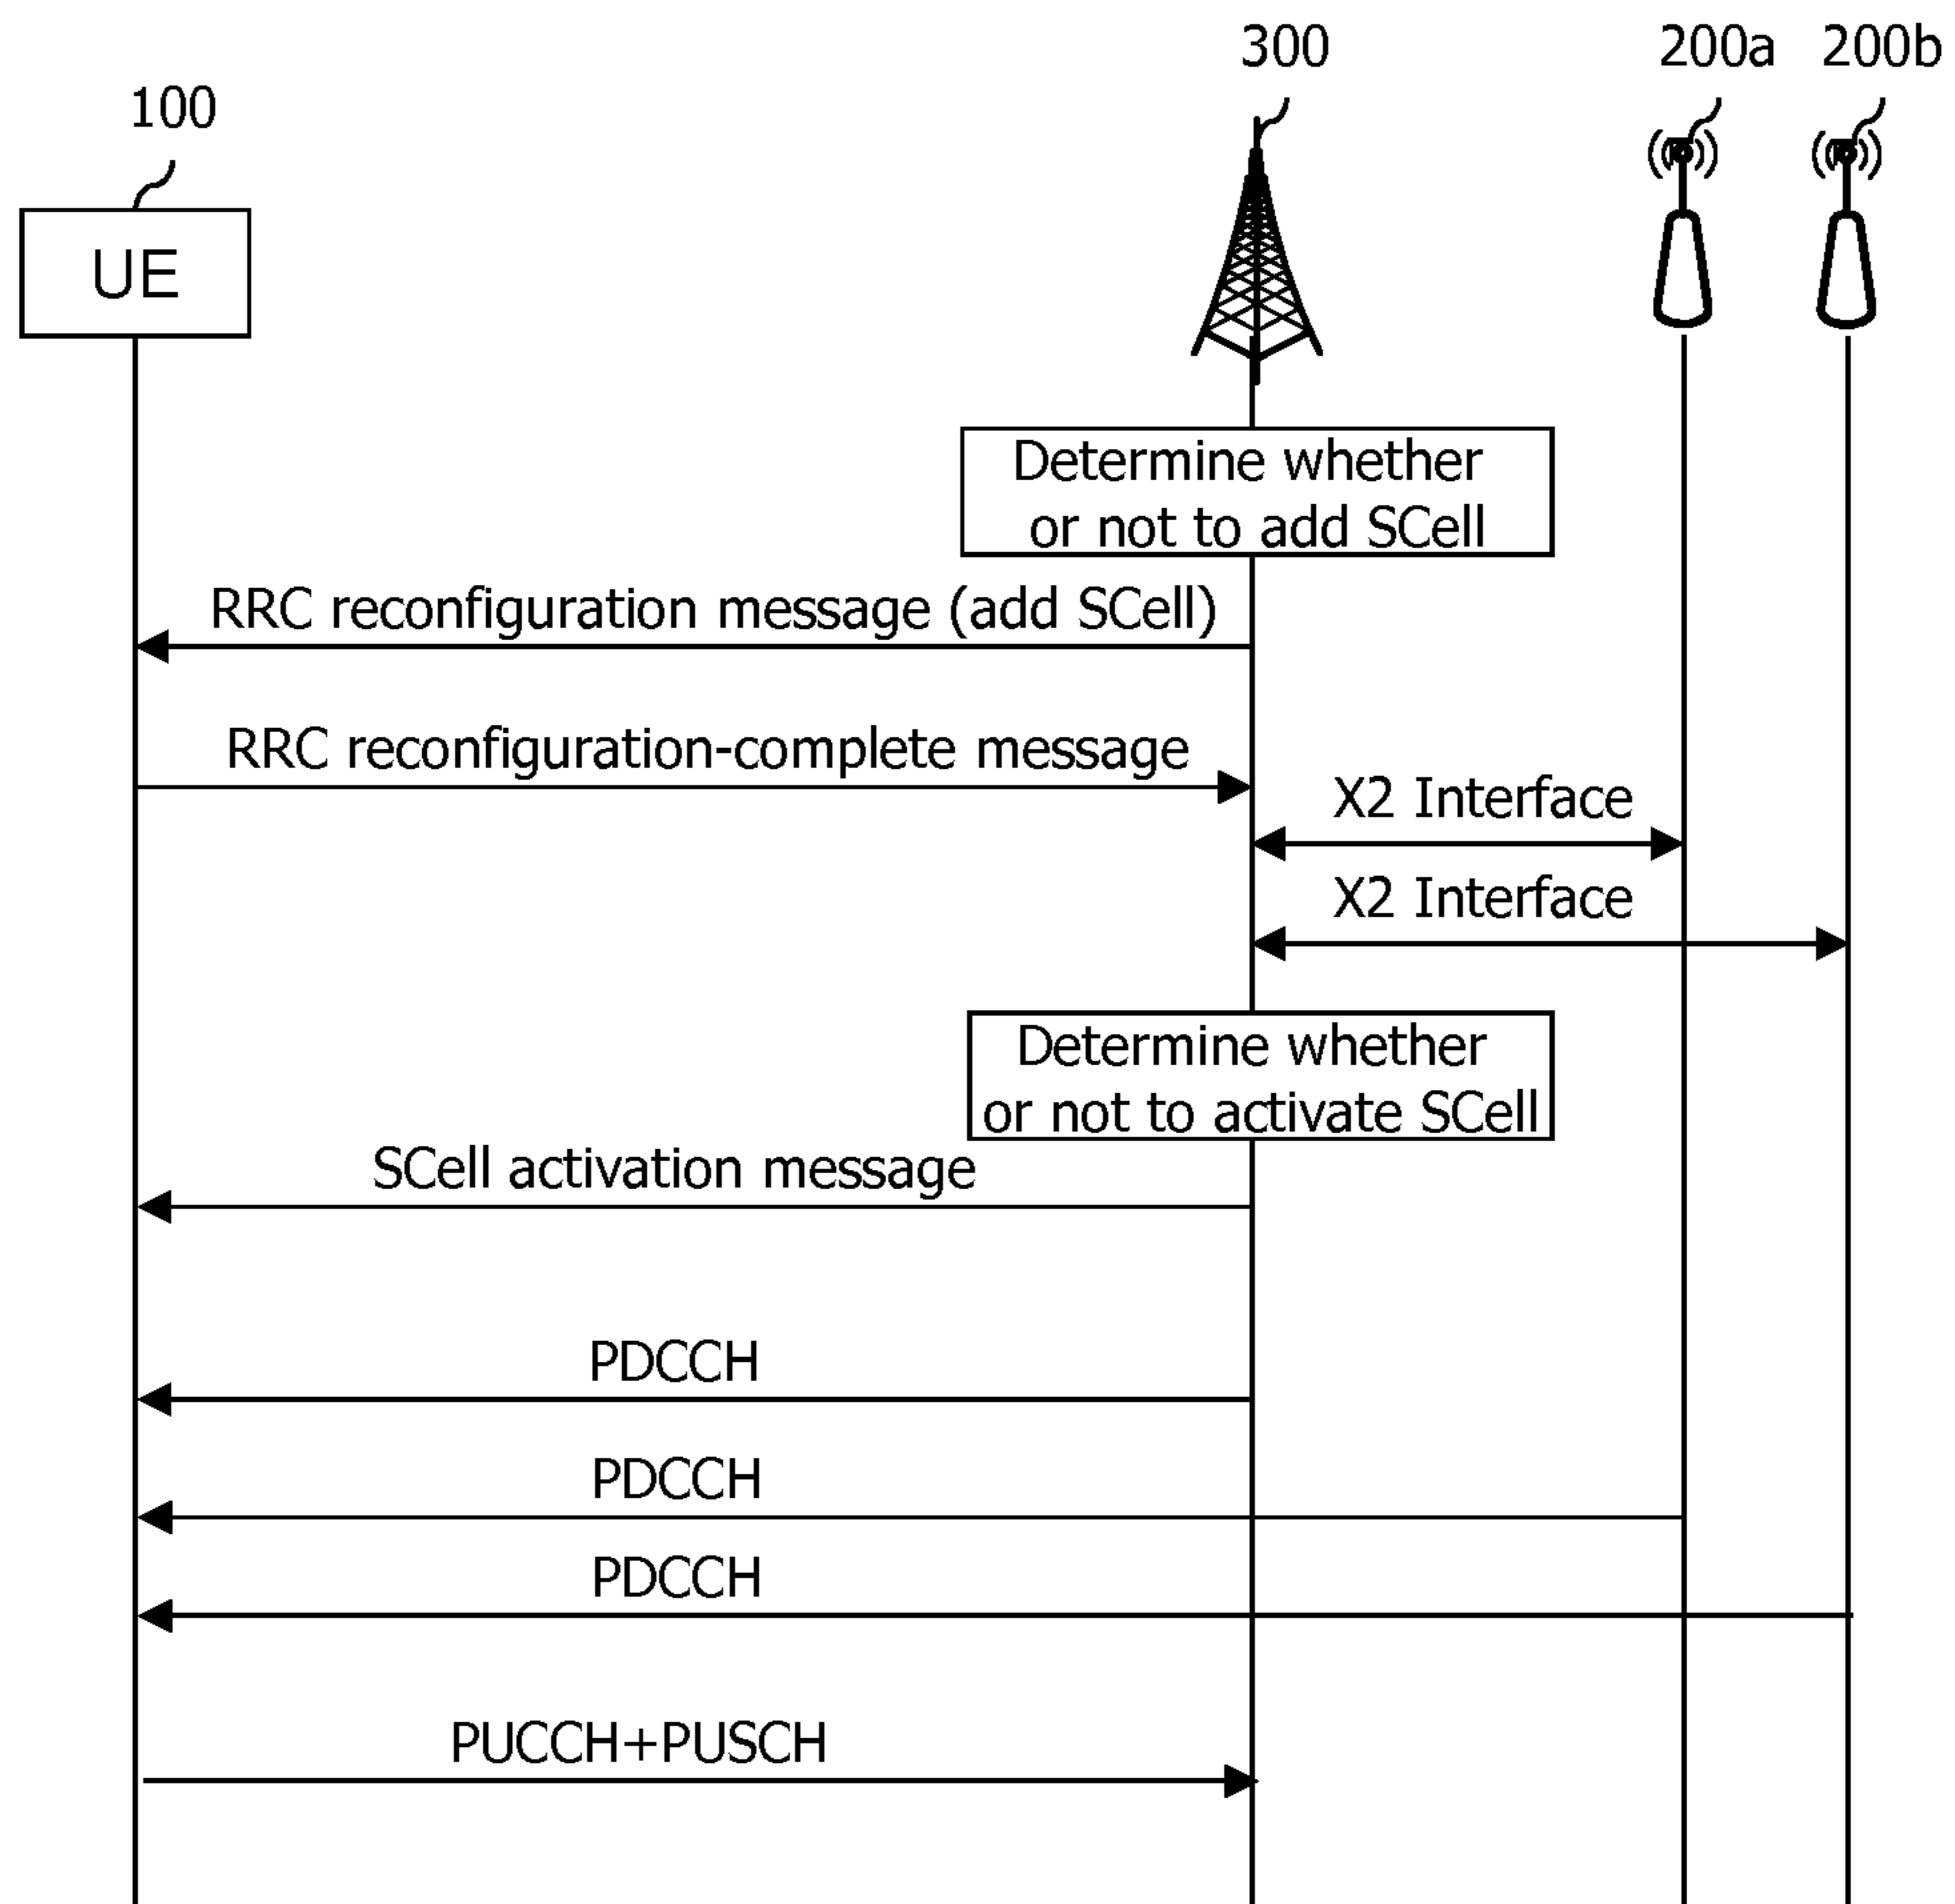 300
200a
200b
100
UE
Determine whether
or not to add SCell
RRC reconfiguration message (add SCell)
RRC reconfiguration-complete message
X2 Interface
X2 Interface
Determine whether
or not to activate SCell
SCell activation message
PDCCH
PDCCH
PDCCH
PUCCH+PUSCH